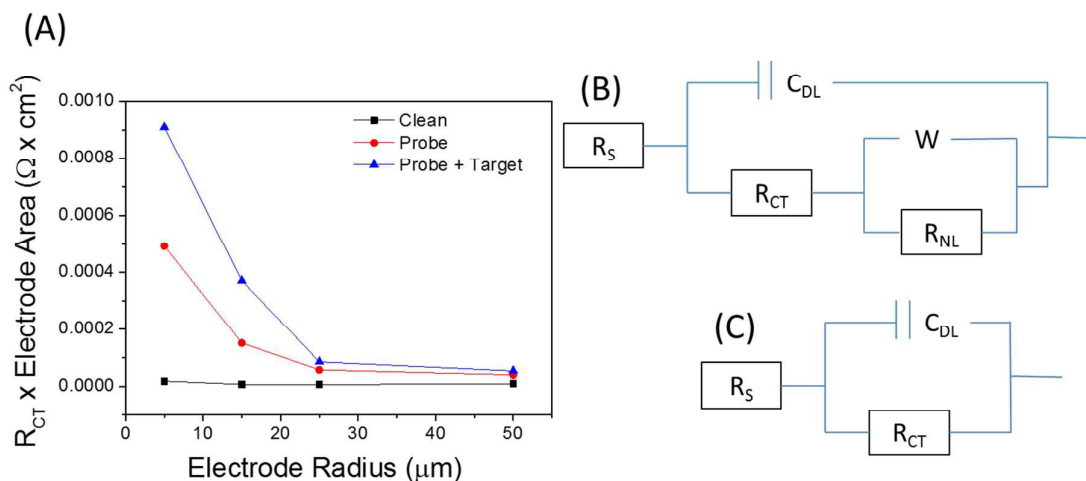 (A)
R_CT x Electrode Area (Ω x cm²)
0.0010
0.0008
0.0006
0.0004
0.0002
0.0000
0 10 20 30 40 50
Electrode Radius (μm)
Clean
Probe
Probe + Target
(B)
R_S
C_DL
R_CT
W
R_NL
(C)
R_S
C_DL
R_CT